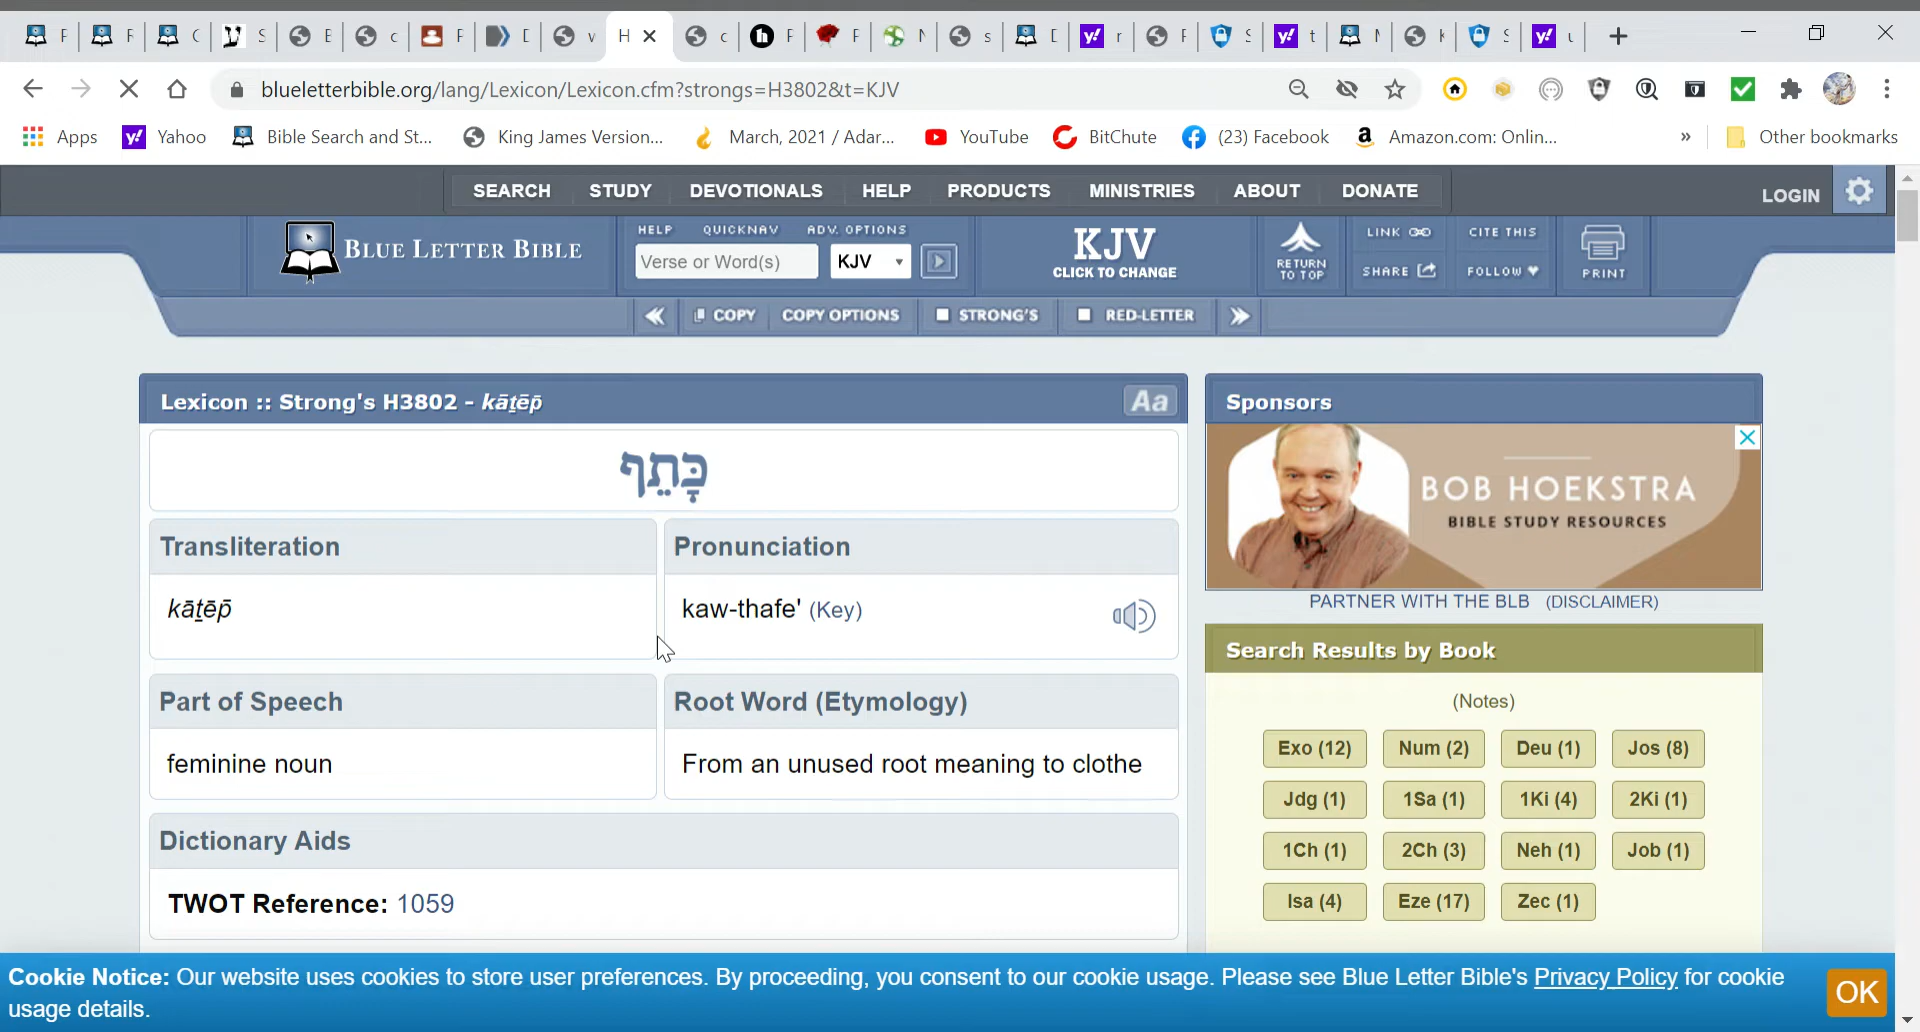 F F C S E c F D v H c F F N s D r F S t N k S u
blueletterbible.org/lang/Lexicon/Lexicon.cfm?strongs=H3802&t=KJV
Apps Yahoo Bible Search and St... King James Version... March, 2021 / Adar... YouTube BitChute (23) Facebook Amazon.com: Onlin... » Other bookmarks
SEARCH STUDY DEVOTIONALS HELP PRODUCTS MINISTRIES ABOUT DONATE LOGIN
BLUE LETTER BIBLE
HELP QUICKNAV ADV. OPTIONS
Verse or Word(s) KJV
KJV
CLICK TO CHANGE
RETURN
TO TOP
LINK CITE THIS
SHARE FOLLOW
PRINT
COPY COPY OPTIONS STRONG'S RED-LETTER
Lexicon :: Strong's H3802 - kāṯēp̄
Aa
כָּתֵף
Transliteration
kāṯēp̄
Pronunciation
kaw-thafe' (Key)
Part of Speech
feminine noun
Root Word (Etymology)
From an unused root meaning to clothe
Dictionary Aids
TWOT Reference: 1059
Sponsors
BOB HOEKSTRA
BIBLE STUDY RESOURCES
PARTNER WITH THE BLB (DISCLAIMER)
Search Results by Book
(Notes)
Exo (12) Num (2) Deu (1) Jos (8)
Jdg (1) 1Sa (1) 1Ki (4) 2Ki (1)
1Ch (1) 2Ch (3) Neh (1) Job (1)
Isa (4) Eze (17) Zec (1)
Cookie Notice: Our website uses cookies to store user preferences. By proceeding, you consent to our cookie usage. Please see Blue Letter Bible's Privacy Policy for cookie
usage details.
OK